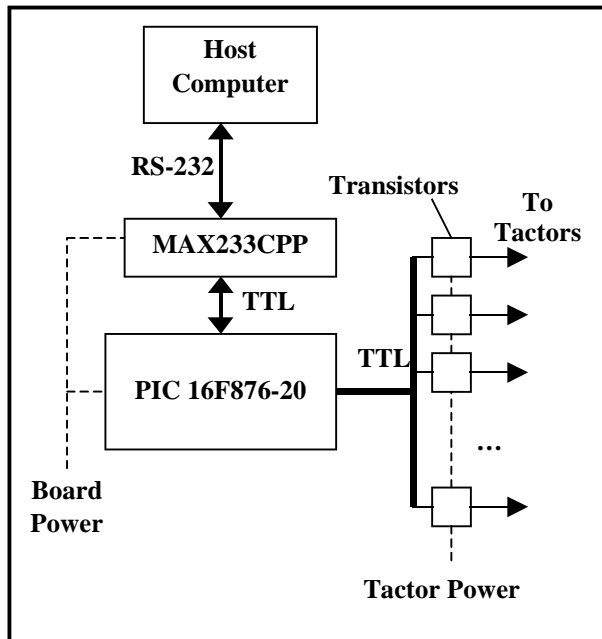 Host
Computer
RS-232
Transistors
To
Tactors
MAX233CPP
TTL
TTL
PIC 16F876-20
...
Board
Power
Tactor Power